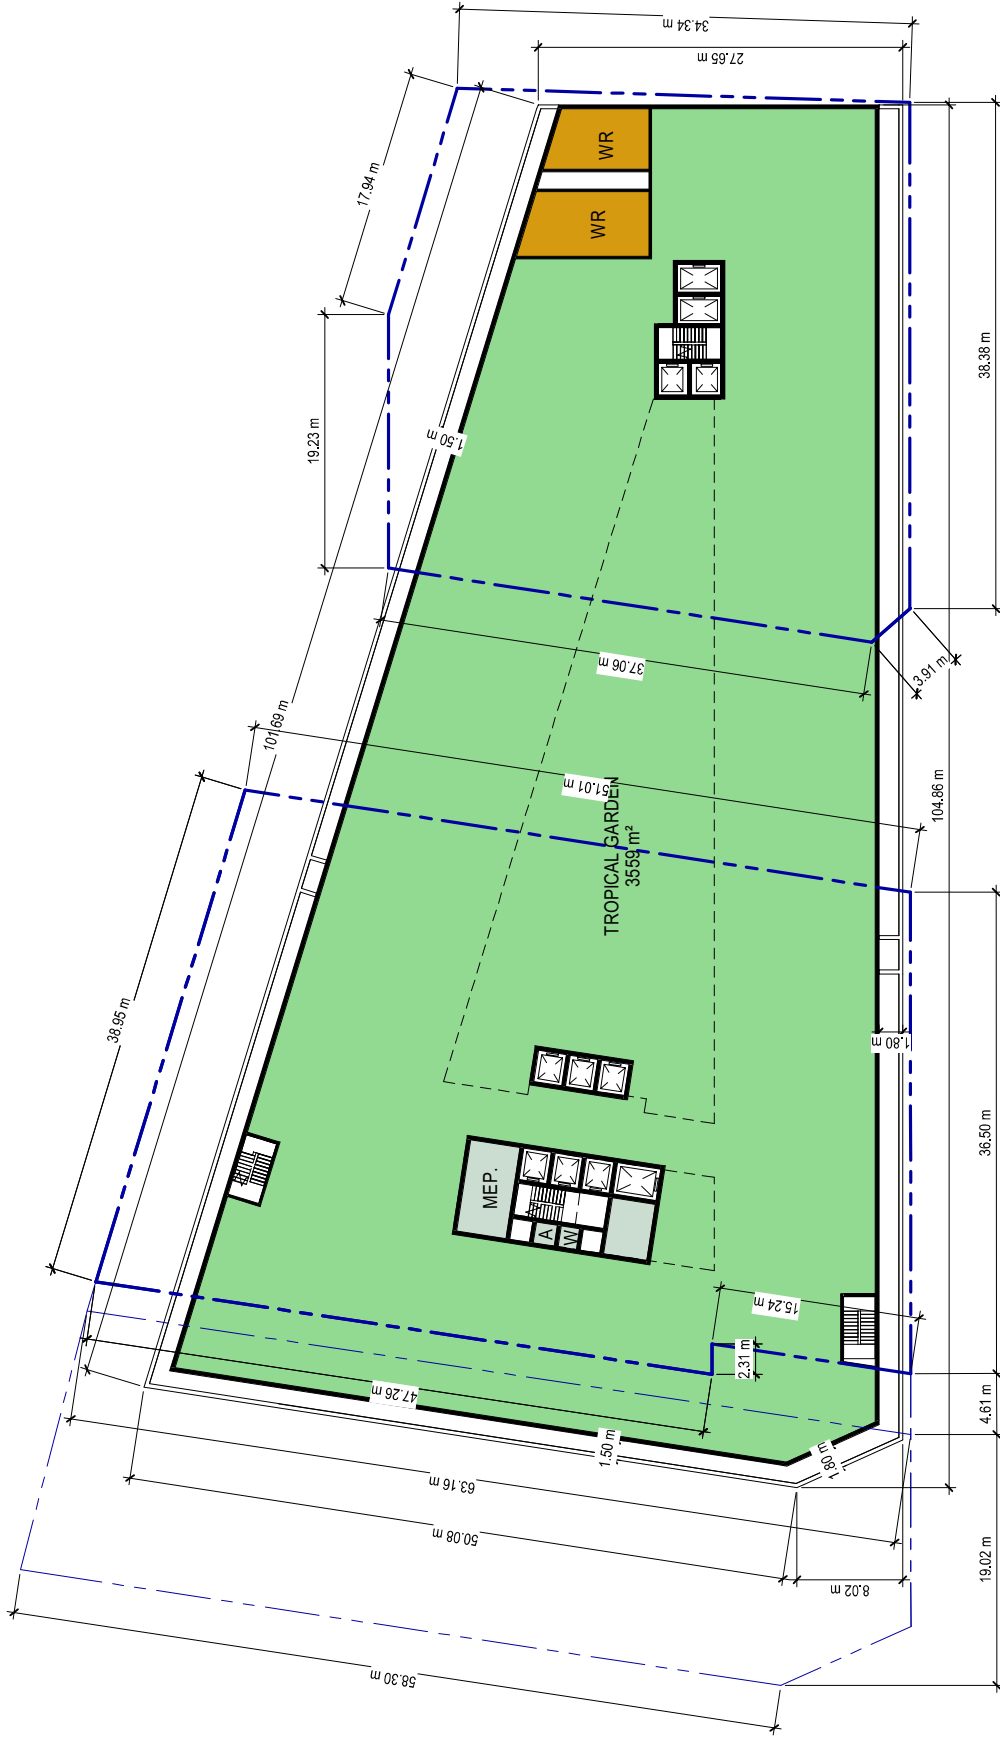 34.34 m
27.65 m
17.94 m
WR
WR
19.23 m
38.38 m
1.50 m
37.06 m
3.91 m
101.69 m
51.01 m
TROPICAL GARDEN
3559 m²
104.86 m
38.95 m
1.80 m
36.50 m
MEP.
A
W
15.24 m
2.31 m
47.26 m
4.61 m
1.50 m
1.80 m
63.16 m
50.08 m
8.02 m
19.02 m
58.30 m